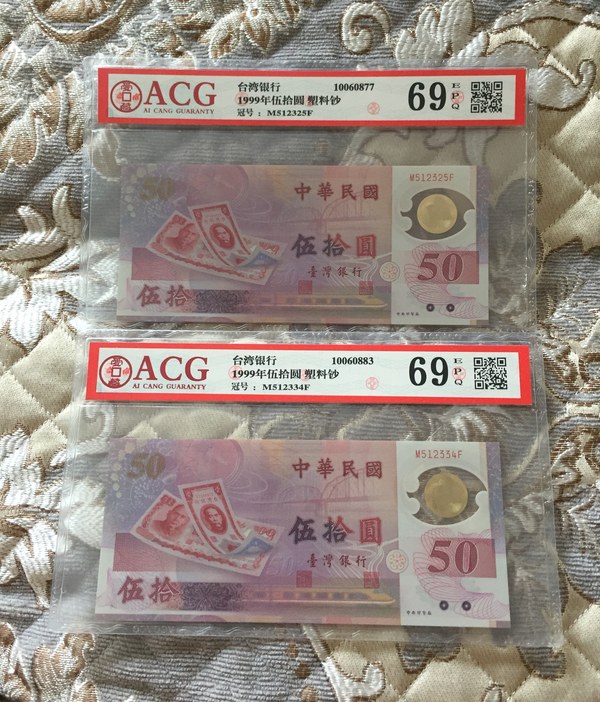 ACG
AI CANG GUARANTY
台湾银行 10060877
1999年伍拾圆 塑料钞
冠号：M512325F
69 EPQ
50
M512325F
中華民國
伍拾圓
臺灣銀行
50
伍拾
ACG
AI CANG GUARANTY
台湾银行 10060883
1999年伍拾圆 塑料钞
冠号：M512334F
69 EPQ
50
M512334F
中華民國
伍拾圓
臺灣銀行
50
伍拾